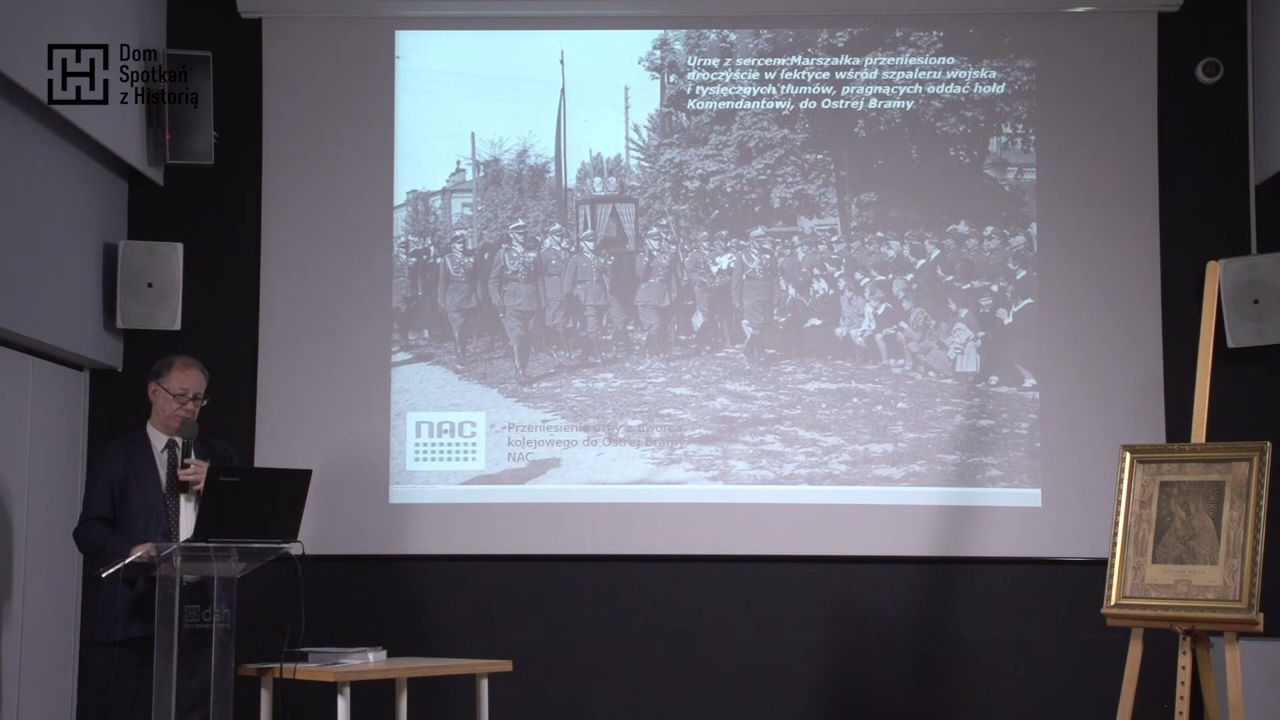 Dom
Spotkań
z Historią
Urnę z sercem Marszałka przeniesiono
uroczyście w lektyce wśród szpaleru wojska
i tysięcznych tłumów, pragnących oddać hołd
Komendantowi, do Ostrej Bramy
NAC
Przeniesienie urny z dworca
kolejowego do Ostrej Bramy
NAC
dsh